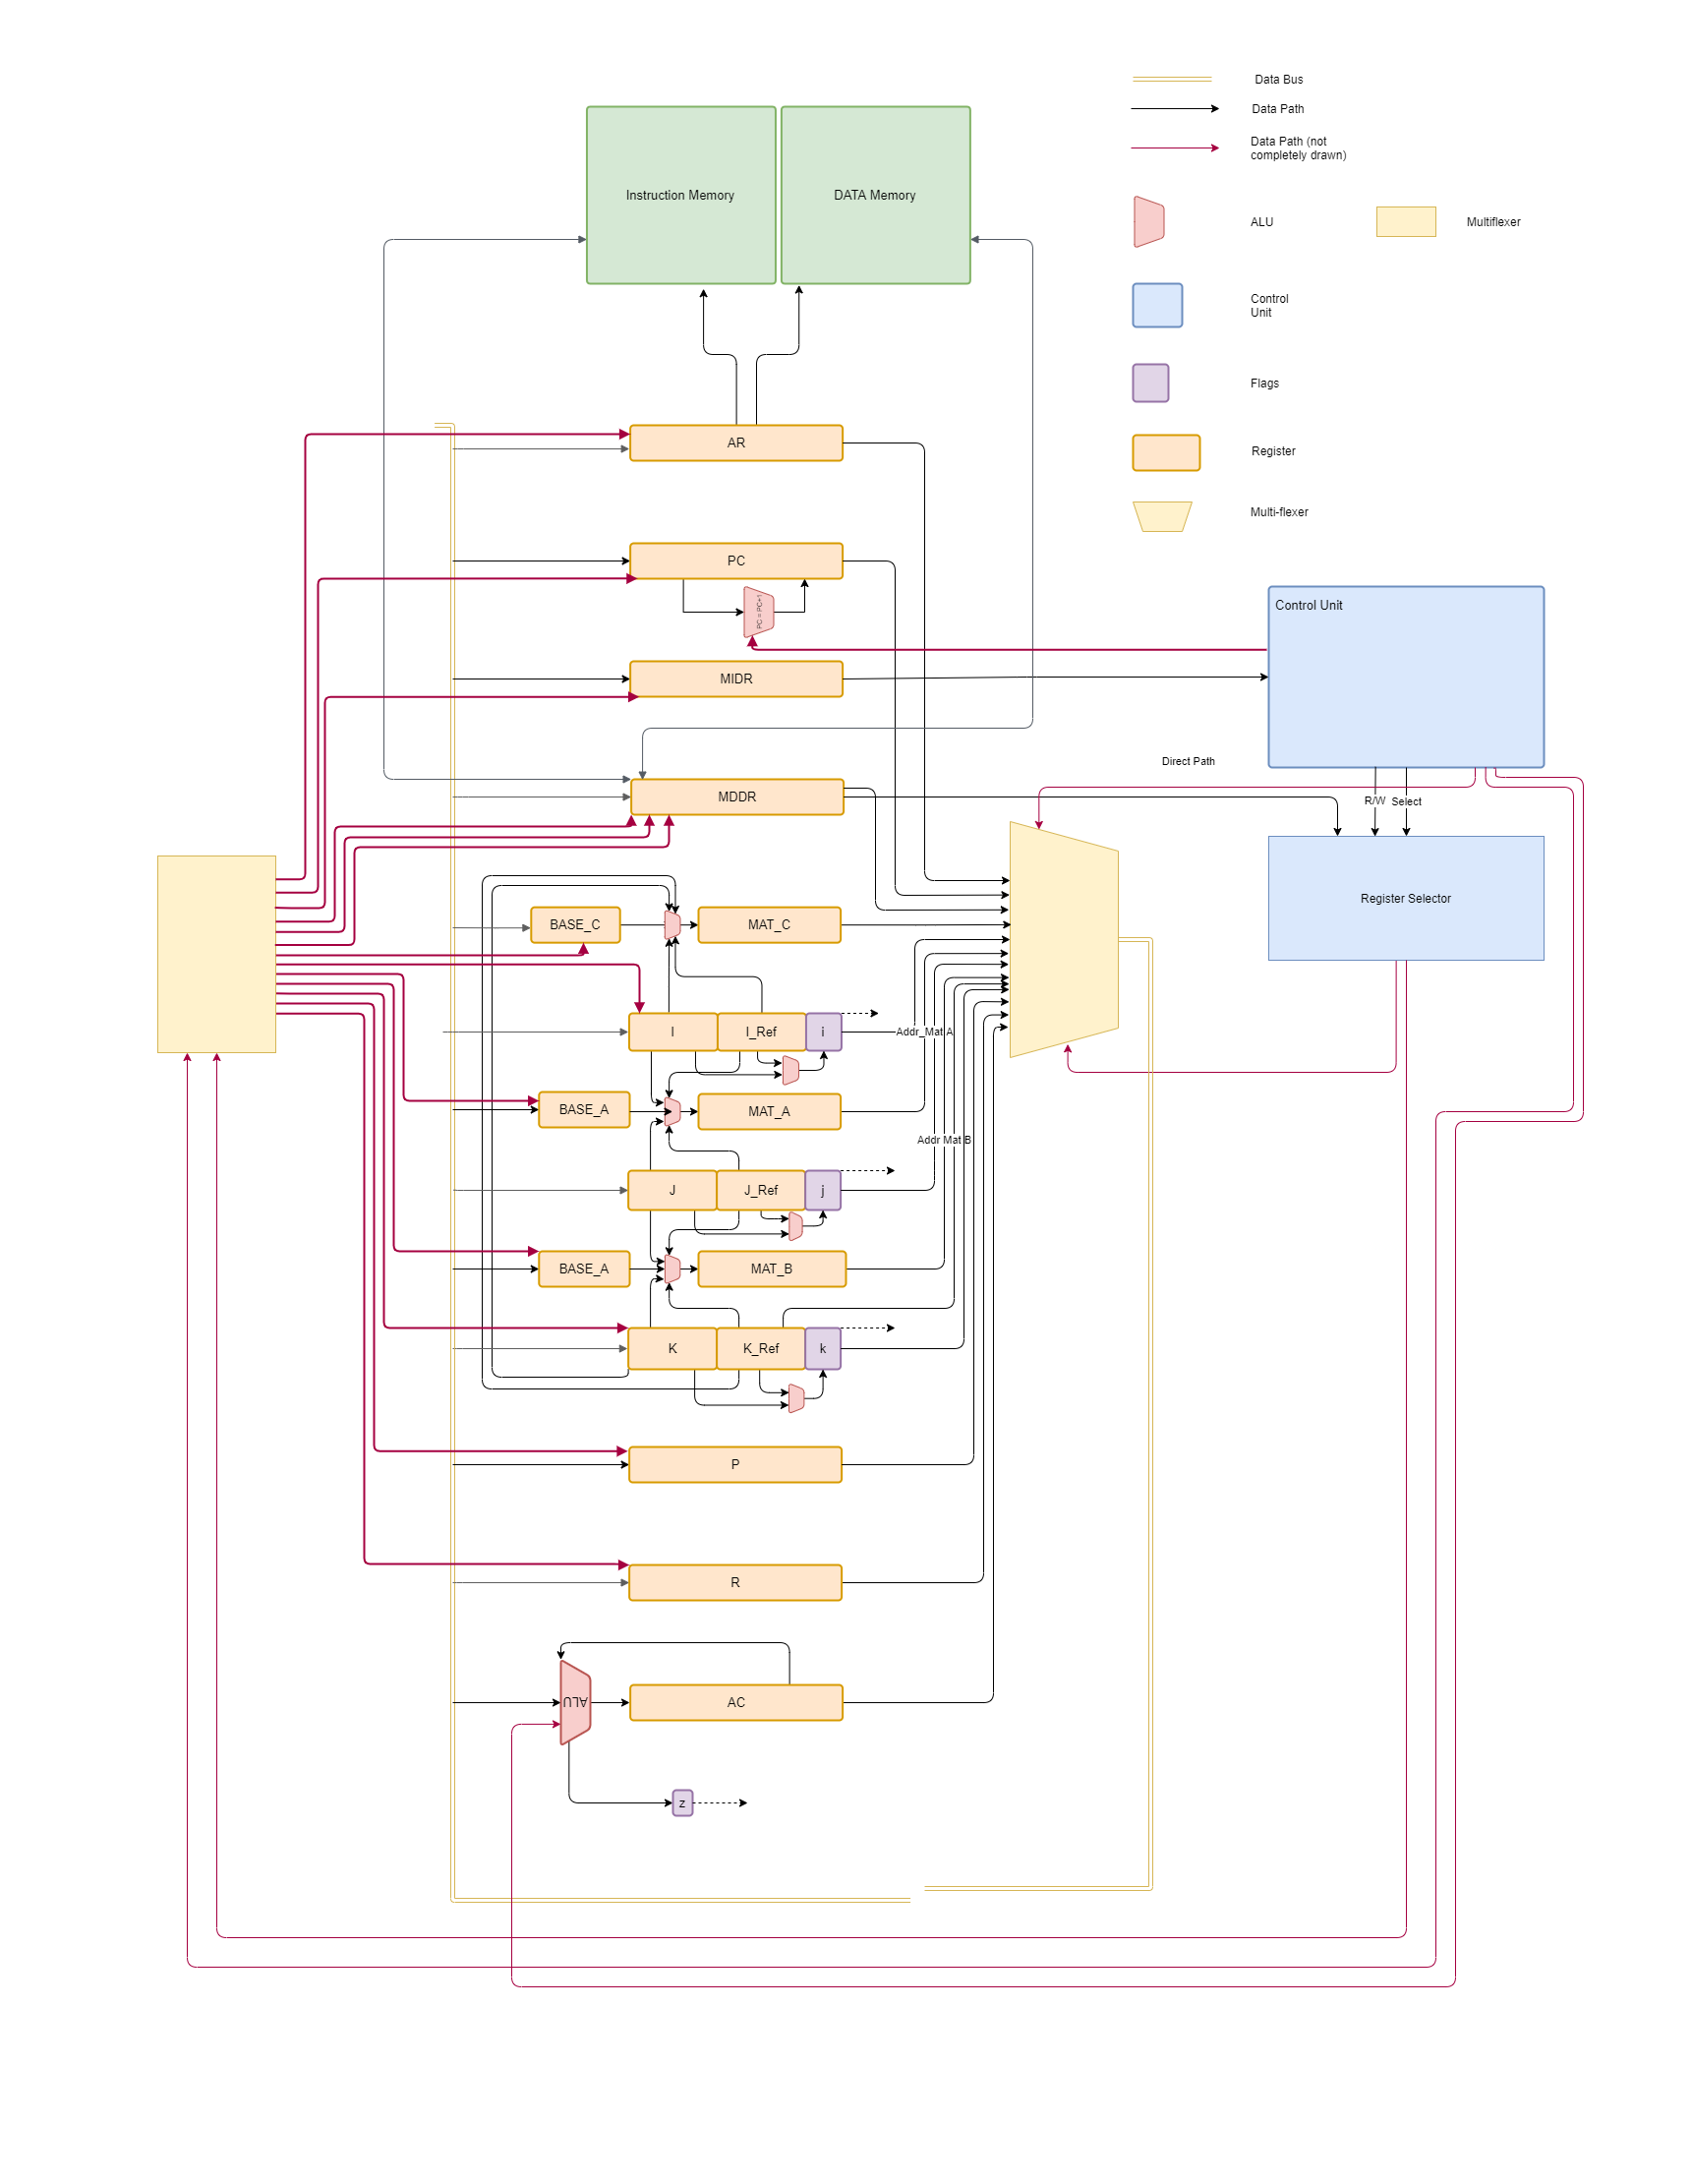 Data Bus
Data Path
Data Path (not
completely drawn)
ALU
Multiflexer
Control
Unit
Flags
Register
Multi-flexer
Instruction Memory
DATA Memory
AR
PC
PC = PC+1
Control Unit
MIDR
Direct Path
MDDR
R/W
Select
Register Selector
BASE_C
MAT_C
I
I_Ref
i
Addr_Mat A
BASE_A
MAT_A
Addr Mat B
J
J_Ref
j
BASE_A
MAT_B
K
K_Ref
k
P
R
ALU
AC
z